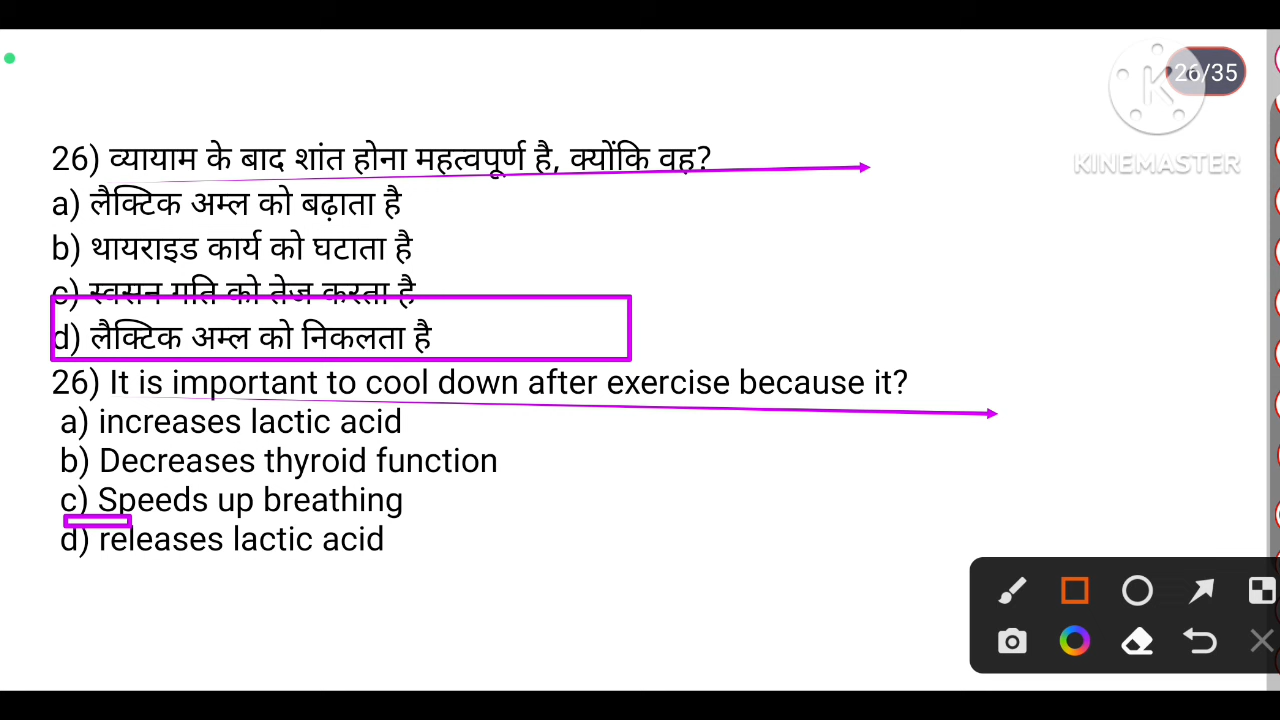 26/35
KINEMASTER
26) व्यायाम के बाद शांत होना महत्वपूर्ण है, क्योंकि वह?
a) लैक्टिक अम्ल को बढ़ाता है
b) थायराइड कार्य को घटाता है
c) स्वसन गति को तेज करता है
d) लैक्टिक अम्ल को निकलता है
26) It is important to cool down after exercise because it?
a) increases lactic acid
b) Decreases thyroid function
c) Speeds up breathing
d) releases lactic acid